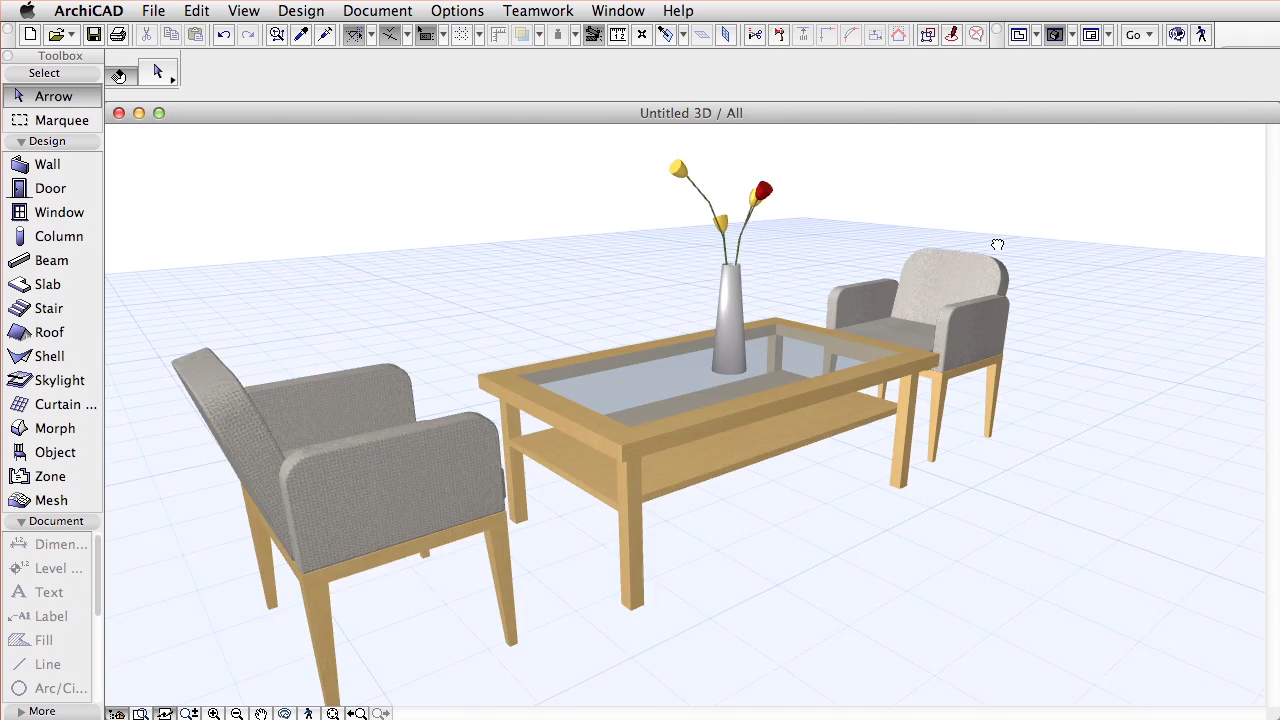 ArchiCAD File Edit View Design Document Options Teamwork Window Help
Go
Toolbox
Select
Arrow
Marquee
Design
Wall
Door
Window
Column
Beam
Slab
Stair
Roof
Shell
Skylight
Curtain ...
Morph
Object
Zone
Mesh
Document
Dimen...
Level ...
Text
Label
Fill
Line
Arc/Ci...
More
Untitled 3D / All